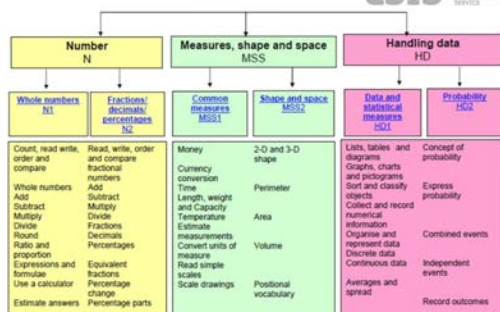 SERVICE
Number
N
Measures, shape and space
MSS
Handling data
HD
Whole numbers
N1
Fractions/
decimals/
percentages
N2
Common
measures
MSS1
Shape and space
MSS2
Data and
statistical
measures
HD1
Probability
HD2
Count, read write,
order and
compare
Whole numbers
Add
Subtract
Multiply
Divide
Round
Ratio and
proportion
Expressions and
formulae
Use a calculator
Estimate answers
Read, write, order
and compare
fractional
numbers
Add
Subtract
Multiply
Divide
Fractions
Decimals
Percentages
Equivalent
fractions
Percentage
change
Percentage parts
Money
Currency
conversion
Time
Length, weight
and Capacity
Temperature
Estimate
measurements
Convert units of
measure
Read simple
scales
Scale drawings
2-D and 3-D
shape
Perimeter
Area
Volume
Positional
vocabulary
Lists, tables and
diagrams
Graphs, charts
and pictograms
Sort and classify
objects
Collect and record
numerical
information
Organise and
represent data
Discrete data
Continuous data
Averages and
spread
Concept of
probability
Express
probability
Combined events
Independent
events
Record outcomes